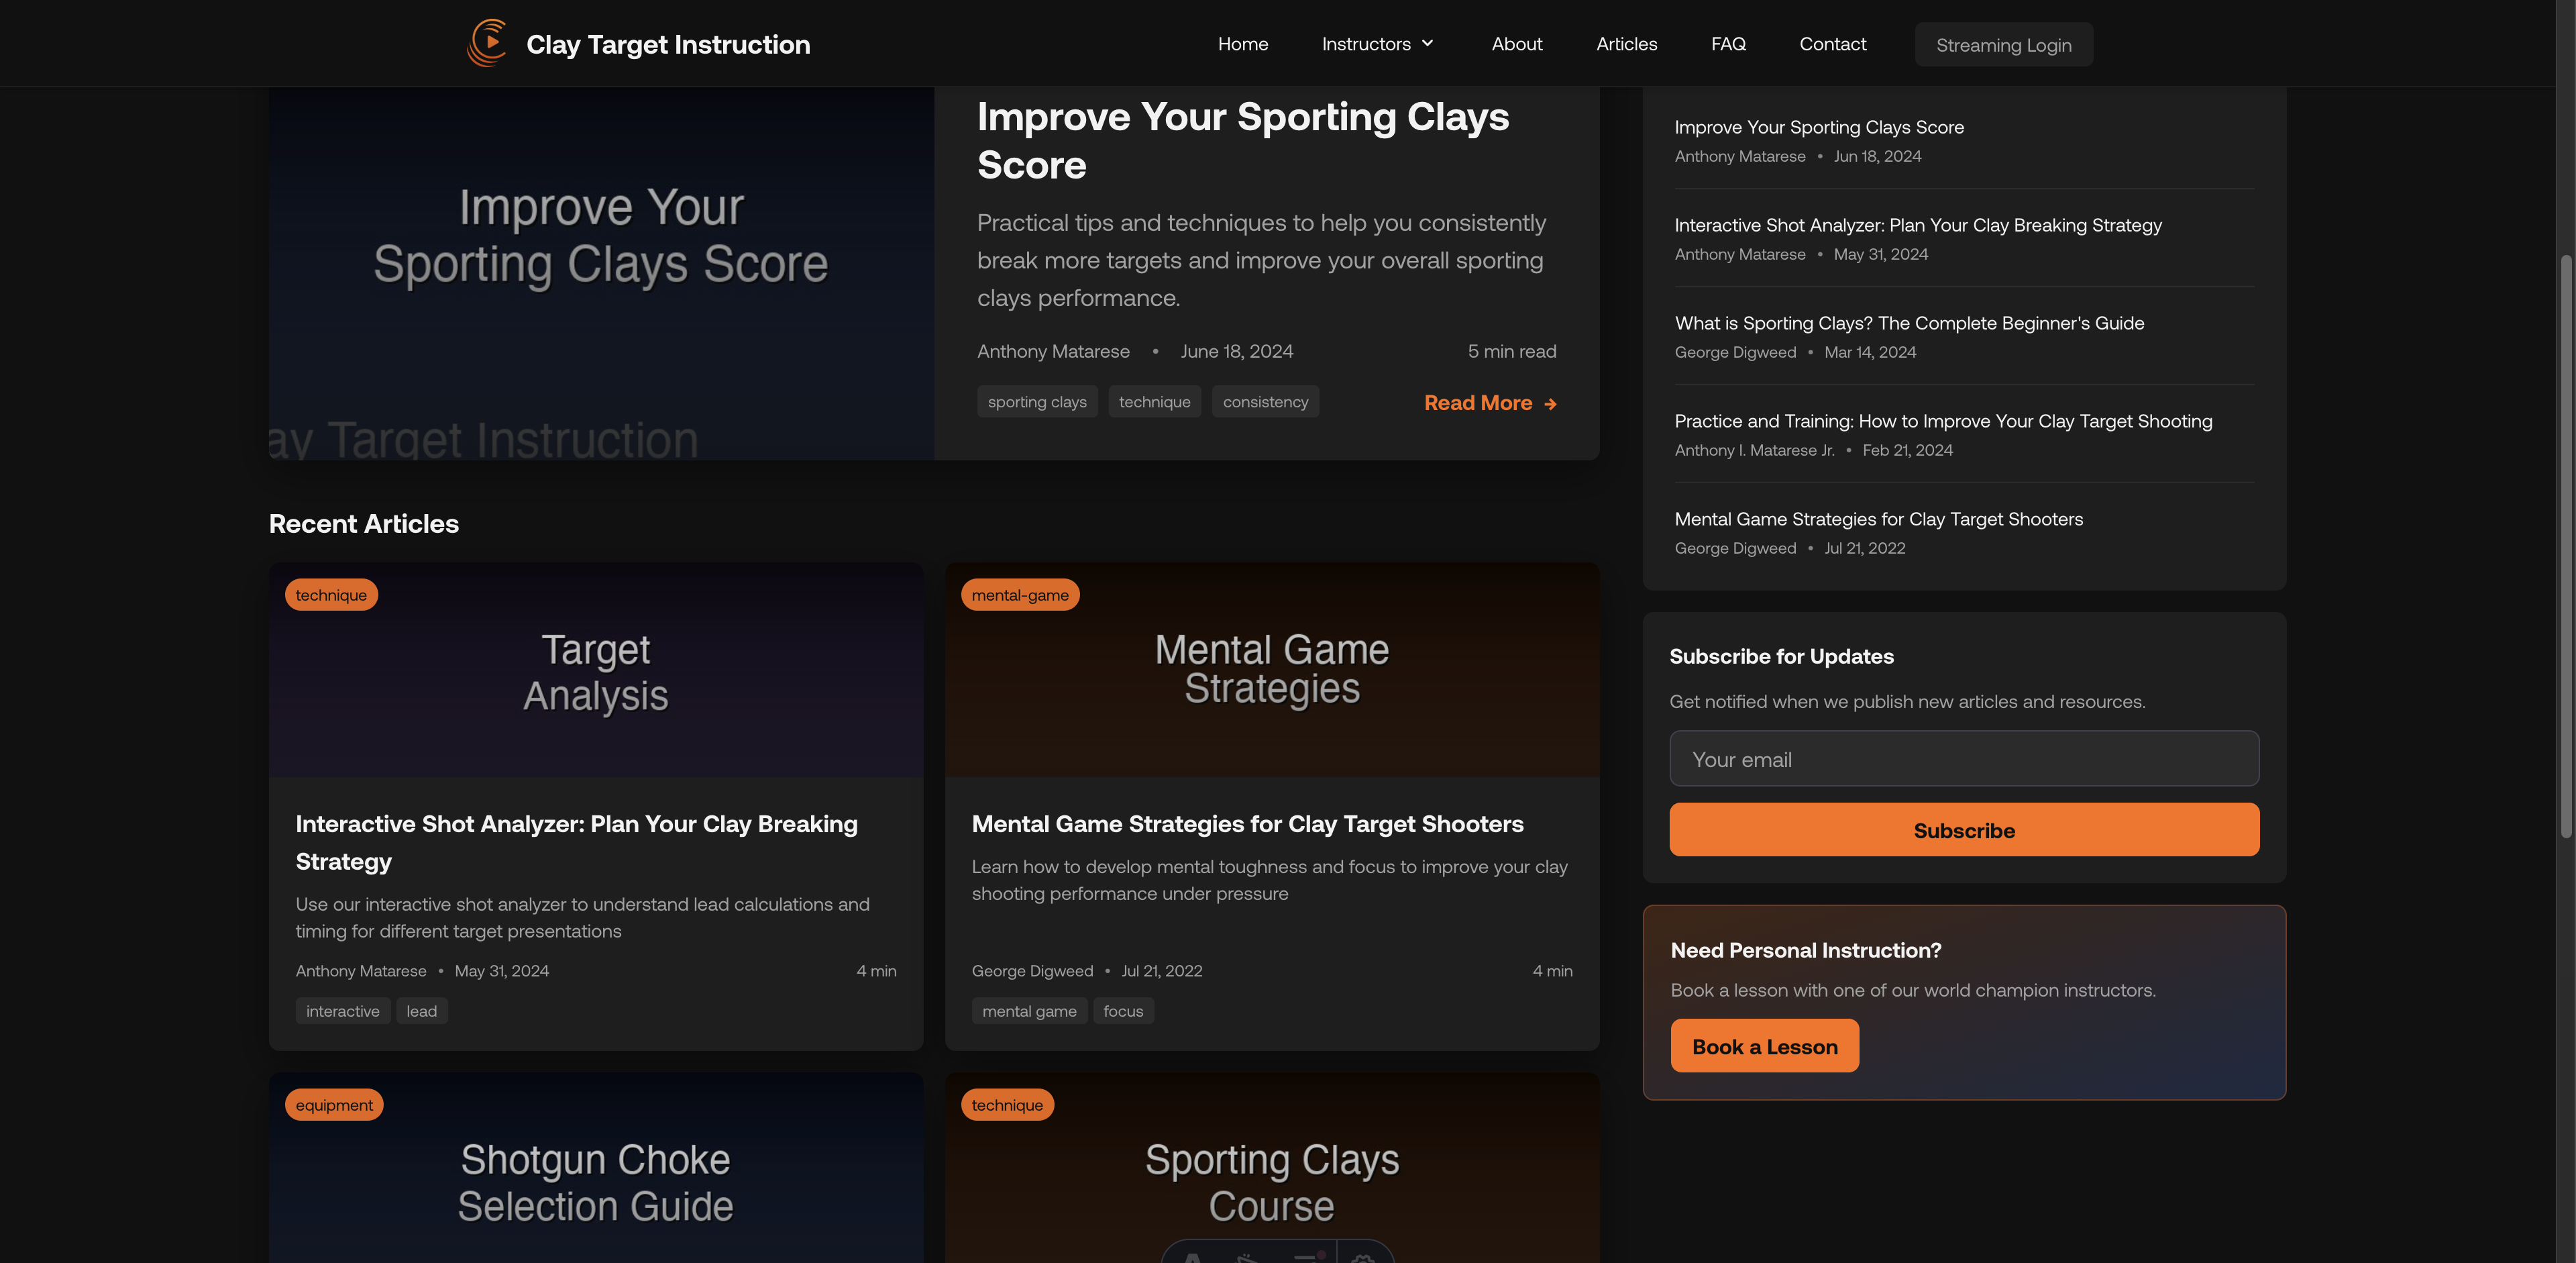 Clay Target Instruction
Home
Instructors
About
Articles
FAQ
Contact
Streaming Login
Improve Your
Sporting Clays Score
ay Target Instruction
Improve Your Sporting Clays
Score
Practical tips and techniques to help you consistently
break more targets and improve your overall sporting
clays performance.
Anthony Matarese • June 18, 2024
5 min read
sporting clays
technique
consistency
Read More →
Recent Articles
technique
Target
Analysis
Interactive Shot Analyzer: Plan Your Clay Breaking
Strategy
Use our interactive shot analyzer to understand lead calculations and
timing for different target presentations
Anthony Matarese • May 31, 2024
4 min
interactive
lead
mental-game
Mental Game
Strategies
Mental Game Strategies for Clay Target Shooters
Learn how to develop mental toughness and focus to improve your clay
shooting performance under pressure
George Digweed • Jul 21, 2022
4 min
mental game
focus
equipment
Shotgun Choke
Selection Guide
technique
Sporting Clays
Course
Improve Your Sporting Clays Score
Anthony Matarese • Jun 18, 2024
Interactive Shot Analyzer: Plan Your Clay Breaking Strategy
Anthony Matarese • May 31, 2024
What is Sporting Clays? The Complete Beginner's Guide
George Digweed • Mar 14, 2024
Practice and Training: How to Improve Your Clay Target Shooting
Anthony I. Matarese Jr. • Feb 21, 2024
Mental Game Strategies for Clay Target Shooters
George Digweed • Jul 21, 2022
Subscribe for Updates
Get notified when we publish new articles and resources.
Your email
Subscribe
Need Personal Instruction?
Book a lesson with one of our world champion instructors.
Book a Lesson